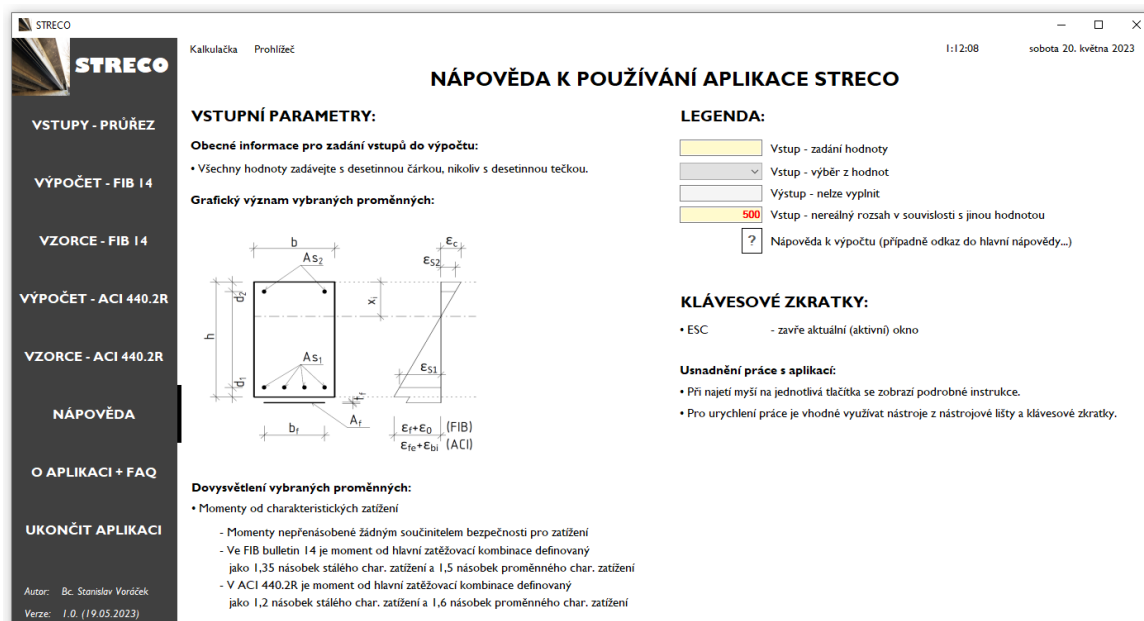 STRECO
STRECO
Kalkulačka Prohlížeč
1:12:08 sobota 20. května 2023
VSTUPY - PRŮŘEZ
VÝPOČET - FIB 14
VZORCE - FIB 14
VÝPOČET - ACI 440.2R
VZORCE - ACI 440.2R
NÁPOVĚDA
O APLIKACI + FAQ
UKONČIT APLIKACI
Autor: Bc. Stanislav Voráček
Verze: 1.0. (19.05.2023)
NÁPOVĚDA K POUŽÍVÁNÍ APLIKACE STRECO
VSTUPNÍ PARAMETRY:
Obecné informace pro zadání vstupů do výpočtu:
• Všechny hodnoty zadávejte s desetinnou čárkou, nikoliv s desetinnou tečkou.
Grafický význam vybraných proměnných:
b
As₂
εc
εS2
d₂
xi
h
As₁
εS1
d₁
tf
Af
bf
εf+ε0 (FIB)
εfe+εbi (ACI)
Dovysvětlení vybraných proměnných:
• Momenty od charakteristických zatížení
- Momenty nepřenásobené žádným součinitelem bezpečnosti pro zatížení
- Ve FIB bulletin 14 je moment od hlavní zatěžovací kombinace definovaný
jako 1,35 násobek stálého char. zatížení a 1,5 násobek proměnného char. zatížení
- V ACI 440.2R je moment od hlavní zatěžovací kombinace definovaný
jako 1,2 násobek stálého char. zatížení a 1,6 násobek proměnného char. zatížení
LEGENDA:
Vstup - zadání hodnoty
Vstup - výběr z hodnot
Výstup - nelze vyplnit
500 Vstup - nereálný rozsah v souvislosti s jinou hodnotou
? Nápověda k výpočtu (případně odkaz do hlavní nápovědy...)
KLÁVESOVÉ ZKRATKY:
• ESC - zavře aktuální (aktivní) okno
Usnadnění práce s aplikací:
• Při najetí myší na jednotlivá tlačítka se zobrazí podrobné instrukce.
• Pro urychlení práce je vhodné využívat nástroje z nástrojové lišty a klávesové zkratky.